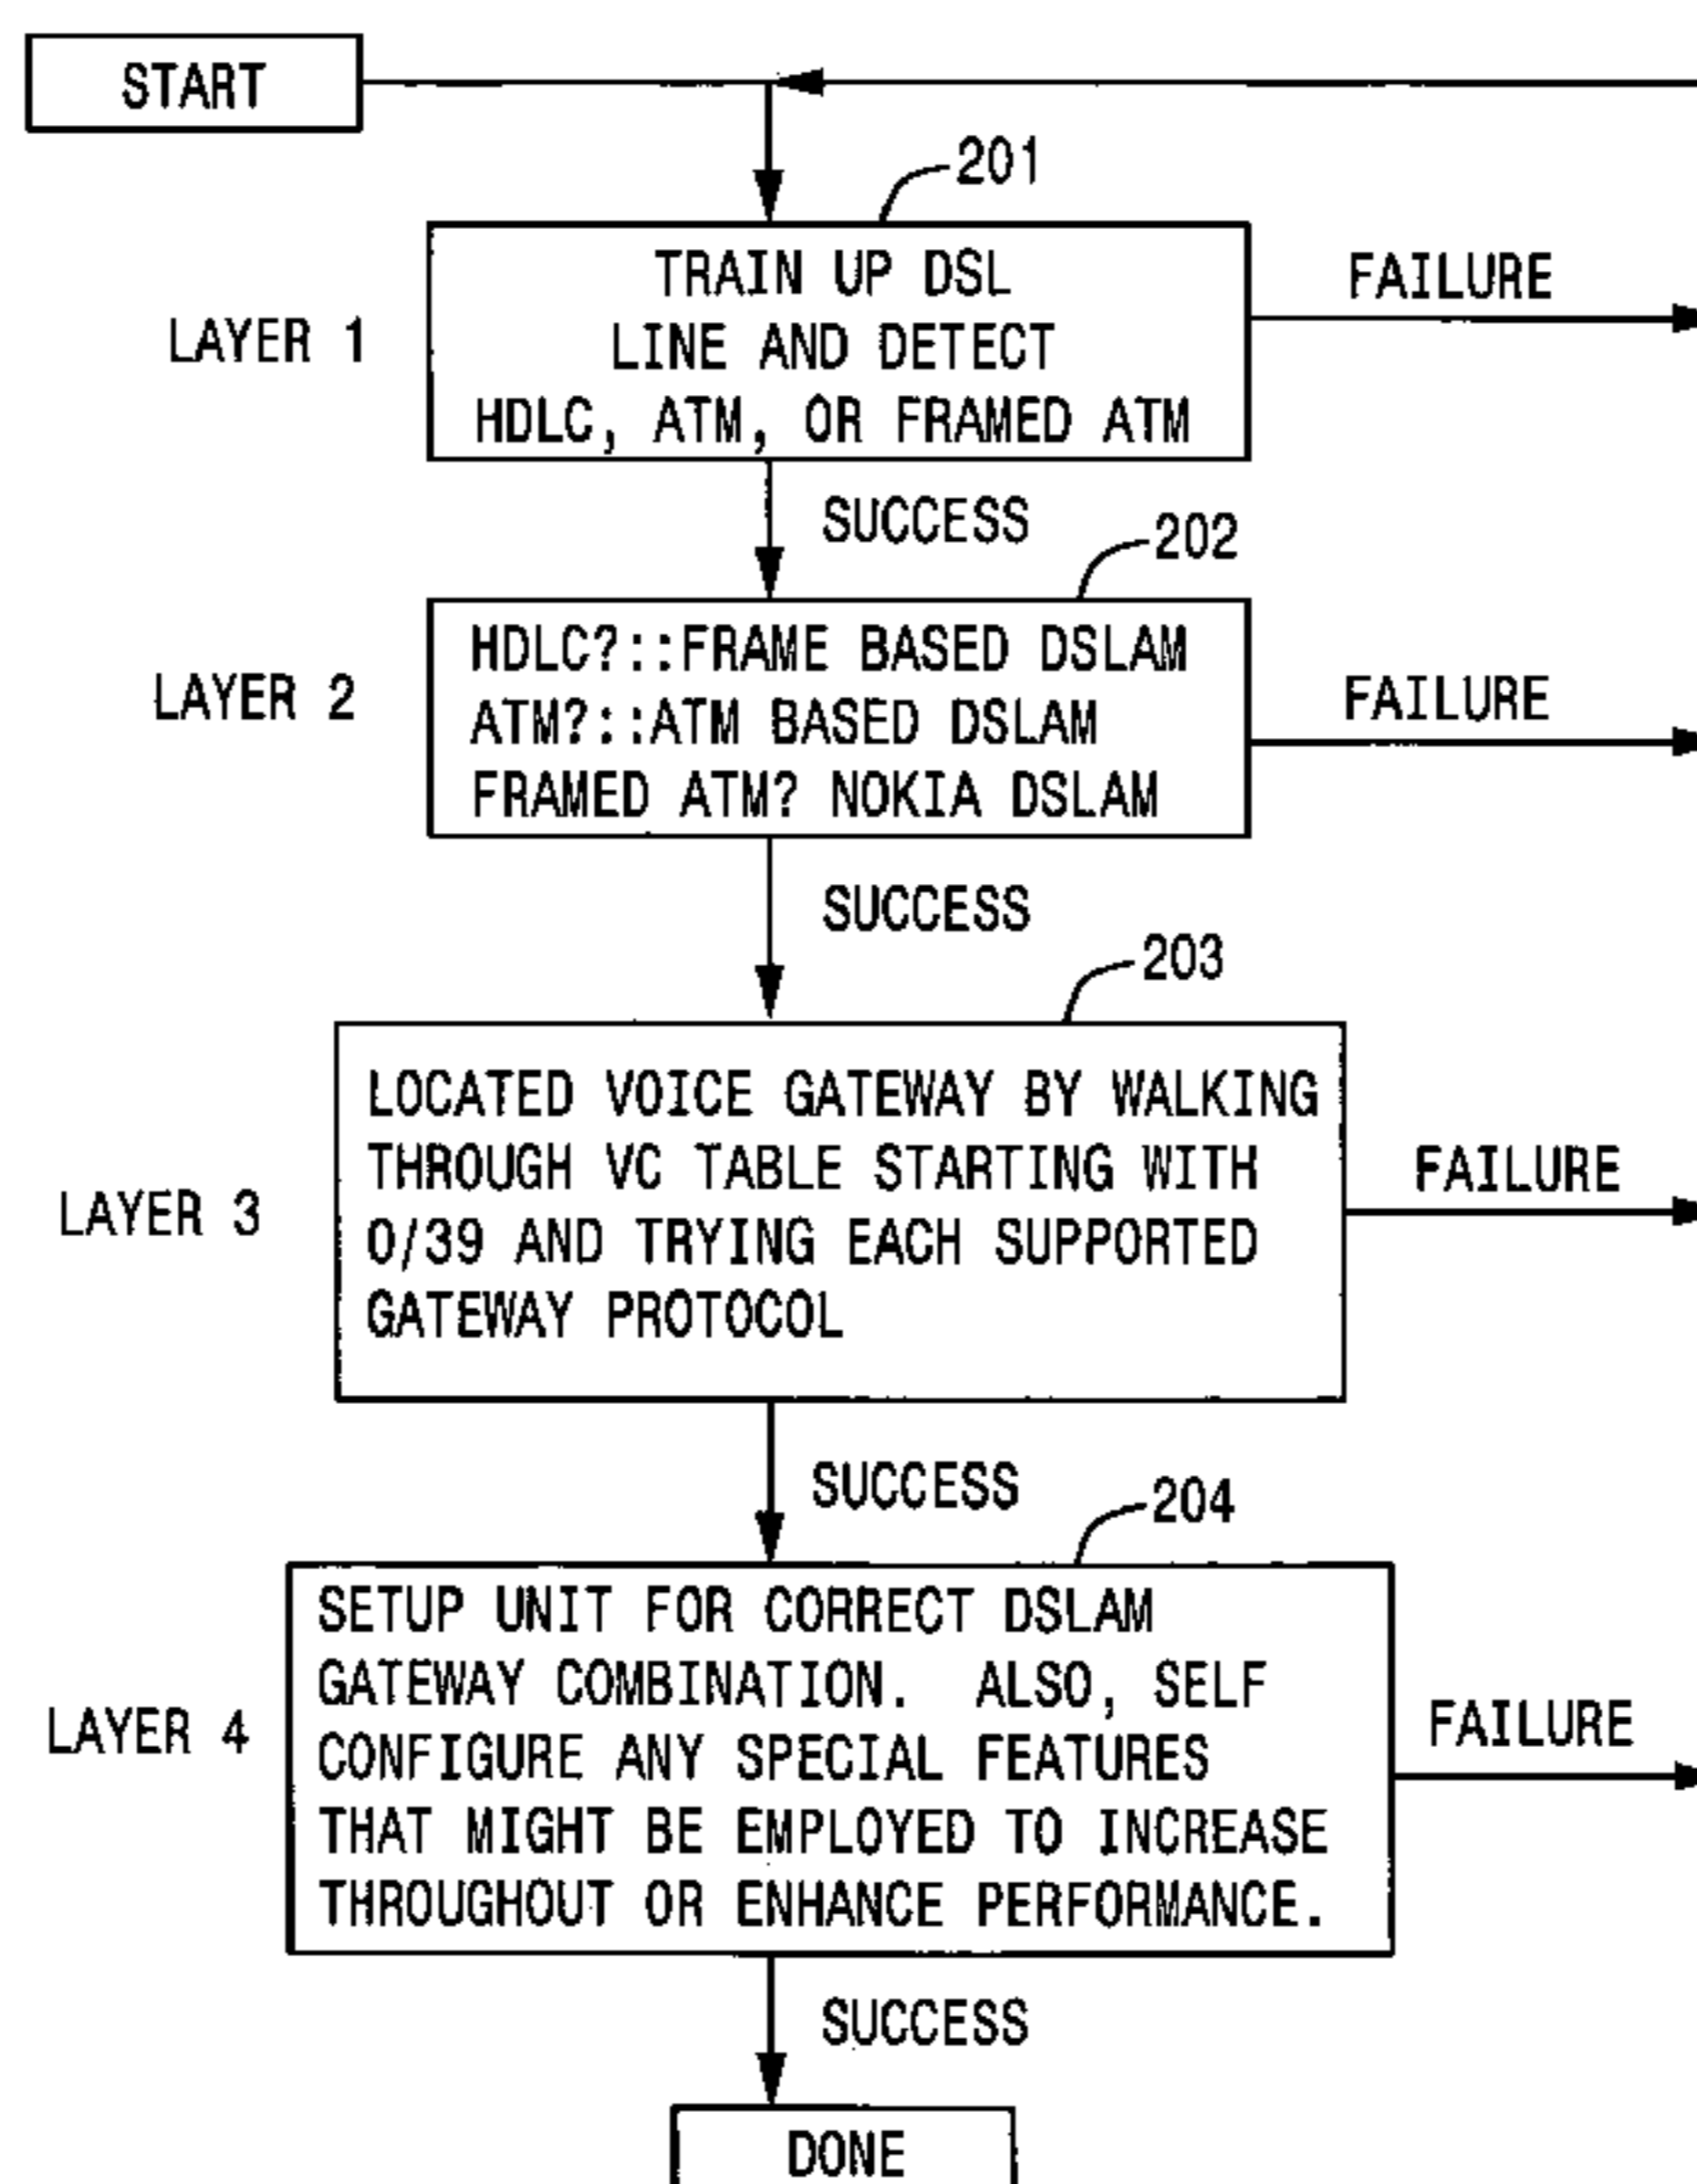 START
201
LAYER 1
TRAIN UP DSL
LINE AND DETECT
HDLC, ATM, OR FRAMED ATM
FAILURE
SUCCESS
202
LAYER 2
HDLC?::FRAME BASED DSLAM
ATM?::ATM BASED DSLAM
FRAMED ATM? NOKIA DSLAM
FAILURE
SUCCESS
203
LAYER 3
LOCATED VOICE GATEWAY BY WALKING
THROUGH VC TABLE STARTING WITH
0/39 AND TRYING EACH SUPPORTED
GATEWAY PROTOCOL
FAILURE
SUCCESS
204
LAYER 4
SETUP UNIT FOR CORRECT DSLAM
GATEWAY COMBINATION. ALSO, SELF
CONFIGURE ANY SPECIAL FEATURES
THAT MIGHT BE EMPLOYED TO INCREASE
THROUGHOUT OR ENHANCE PERFORMANCE.
FAILURE
SUCCESS
DONE